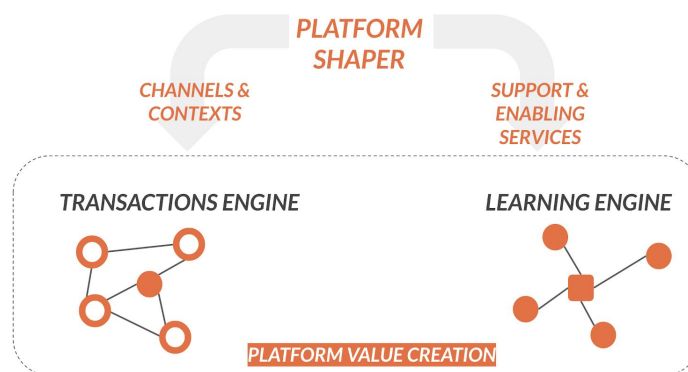 PLATFORM
SHAPER
CHANNELS &
CONTEXTS
SUPPORT &
ENABLING
SERVICES
TRANSACTIONS ENGINE
LEARNING ENGINE
PLATFORM VALUE CREATION